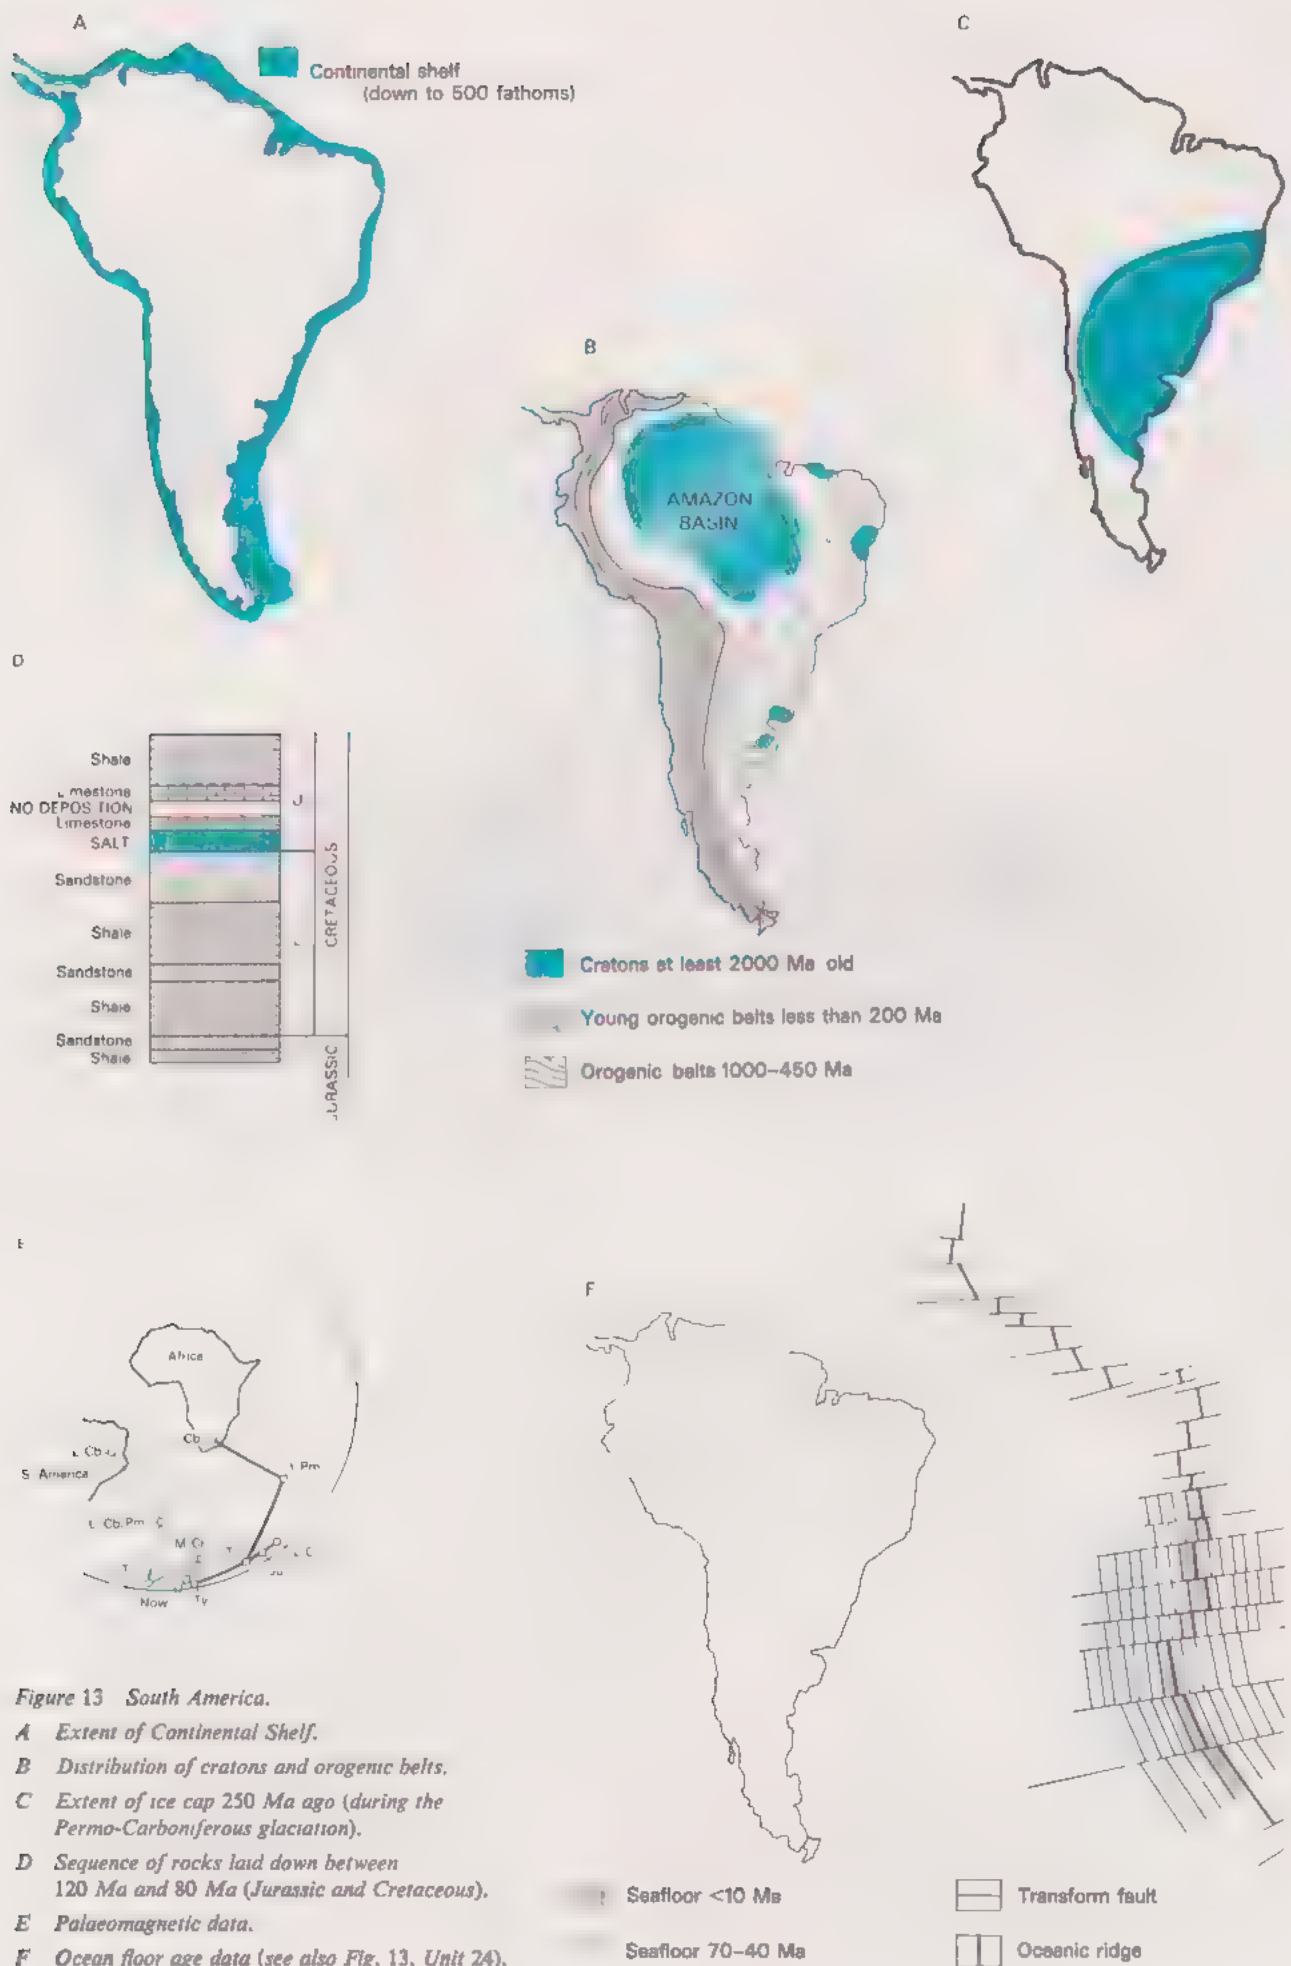 A
Continental shelf
(down to 500 fathoms)
C
B
AMAZON
BASIN
D
Shale
NO DEPOS TION
Limestone
SALT
Sandstone
Shale
Sandstone
Shale
Sandstone
Shale
CRETACEOUS
Cratons at least 2000 Ma old
Young orogenic belts less than 200 Ma
Orogenic belts 1000–450 Ma
Africa
Cb
S America
Pm
Cb.Pm
T
Now
F
Figure 13 South America.
A Extent of Continental Shelf.
B Distribution of cratons and orogenic belts.
C Extent of ice cap 250 Ma ago (during the
Permo-Carboniferous glaciation).
D Sequence of rocks laid down between
120 Ma and 80 Ma (Jurassic and Cretaceous).
E Palaeomagnetic data.
F Ocean floor age data (see also Fig. 13, Unit 24).
Seafloor <10 Ma
Seafloor 70–40 Ma
Transform fault
Oceanic ridge